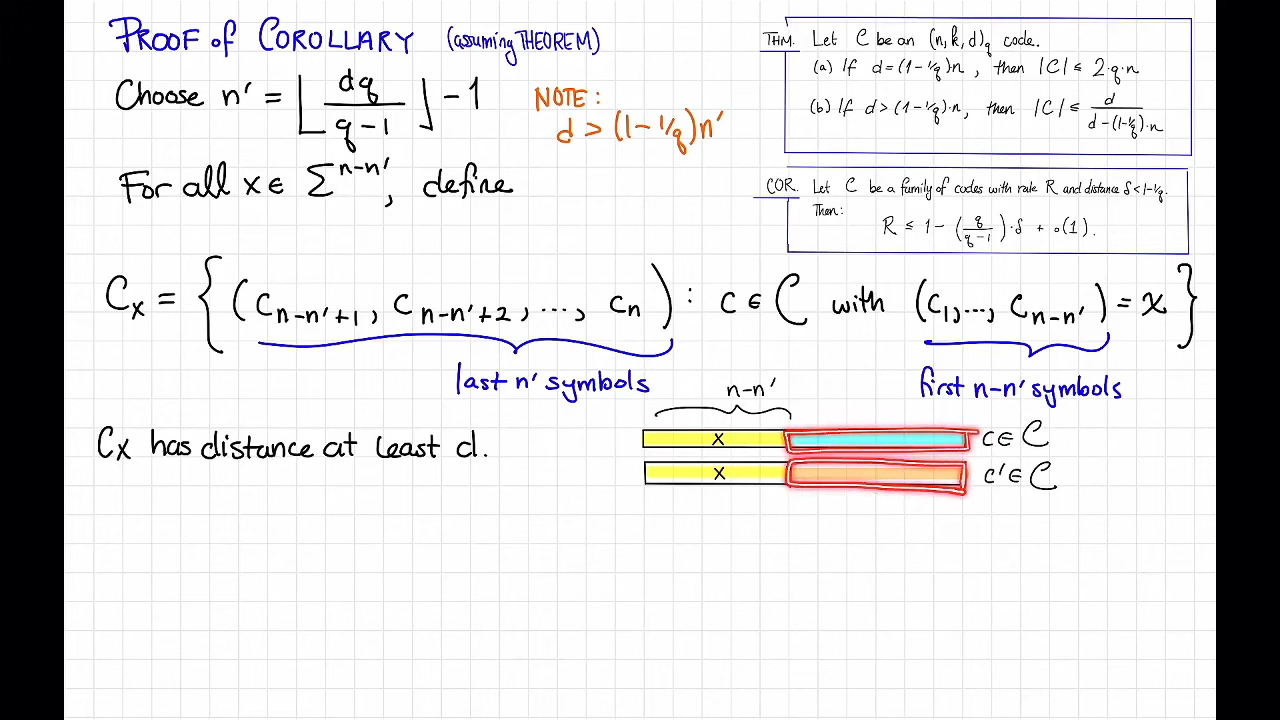 PROOF of COROLLARY (assuming THEOREM)
Choose n' = ⌊ dq / q-1 ⌋ - 1
NOTE:
d > (1-1/q)n'
For all x ∈ Σ^{n-n'}, define
THM. Let C be an (n, k, d)_q code.
(a) If d=(1-1/q)n, then |C| ≤ 2·q·n
(b) If d > (1-1/q)·n, then |C| ≤ d / d-(1-1/q)·n
COR. Let C be a family of codes with rate R and distance δ<1-1/q.
Then:
R ≤ 1 - (q/q-1)·δ + o(1).
C_x = { (c_{n-n'+1}, c_{n-n'+2}, ..., c_n) : c ∈ C with (c_1,..., c_{n-n'}) = x }
last n' symbols
first n-n' symbols
n-n'
C_x has distance at least d.
x c ∈ C
x c' ∈ C